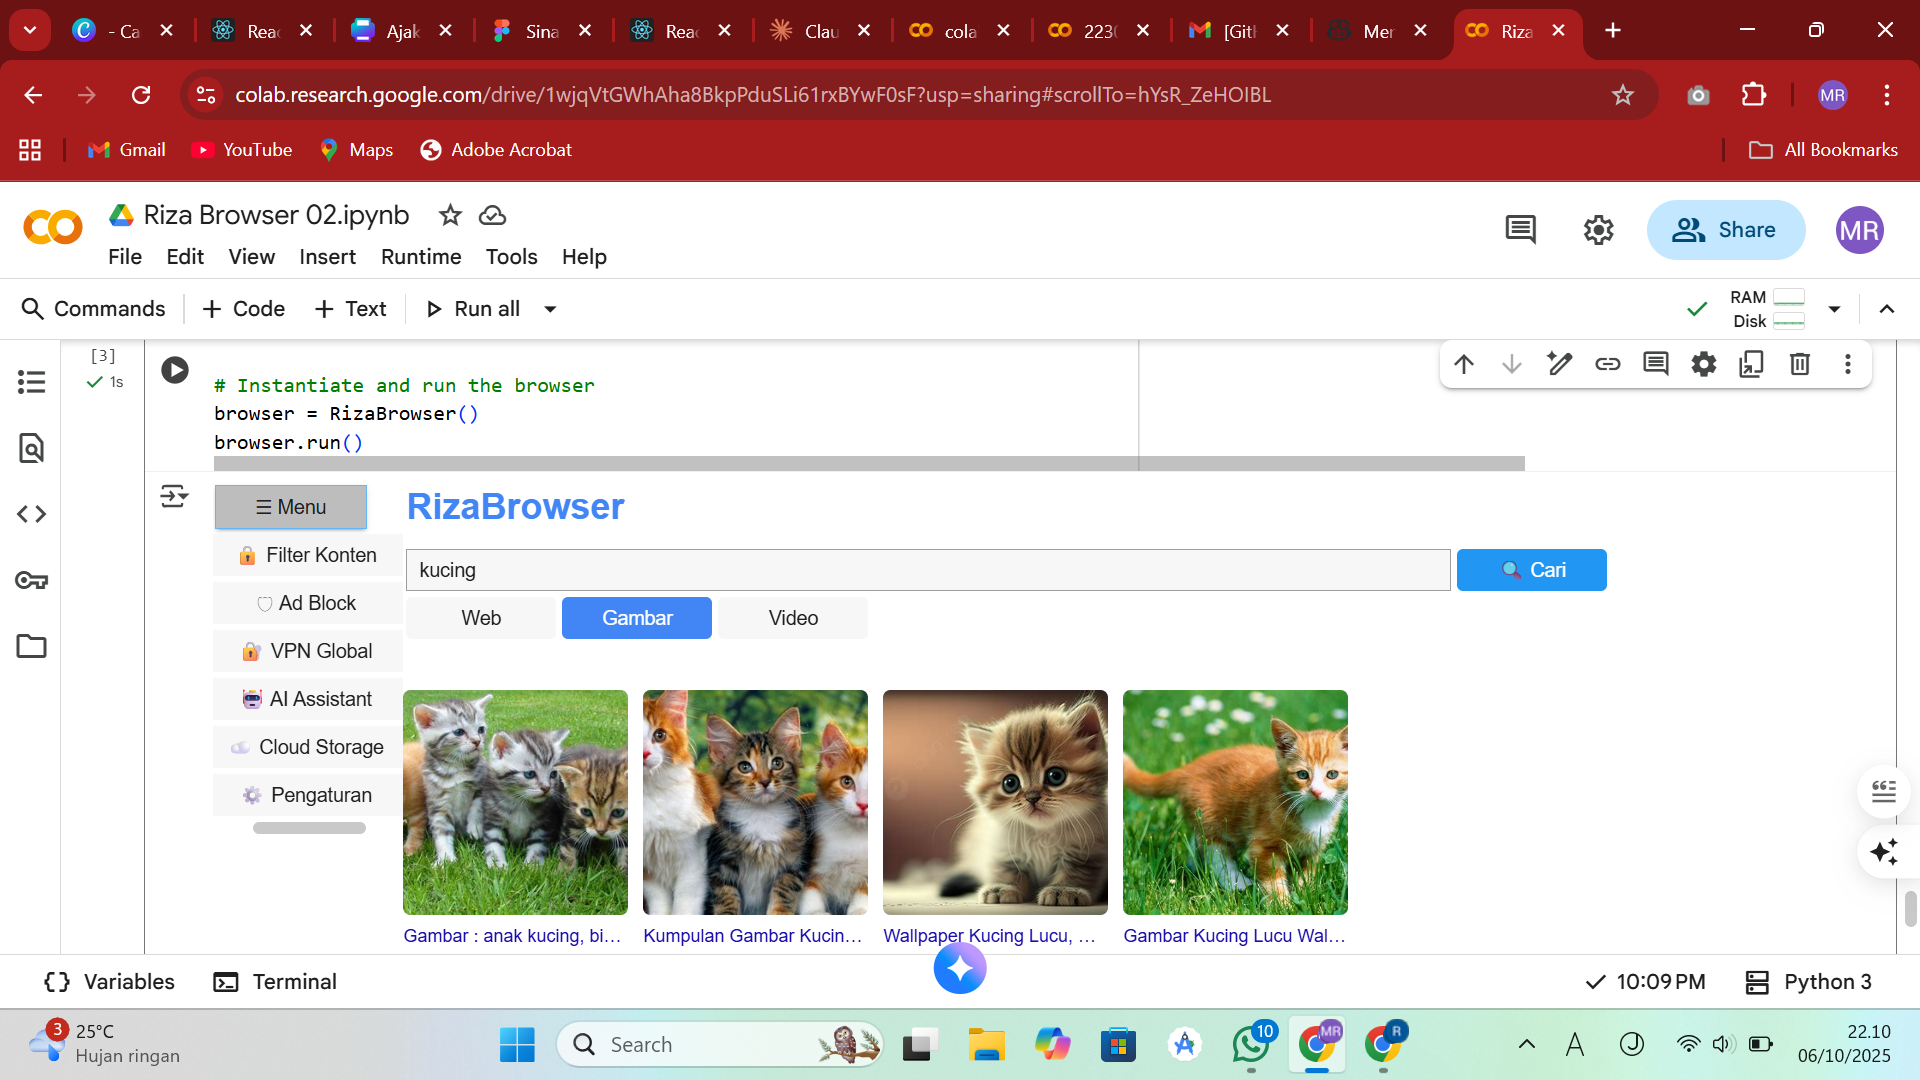 - Ca
Reac
Ajak
Sina
Reac
Clau
cola
223(
[Gitl
Mer
Riza
colab.research.google.com/drive/1wjqVtGWhAha8BkpPduSLi61rxBYwF0sF?usp=sharing#scrollTo=hYsR_ZeHOIBL
MR
Gmail
YouTube
Maps
Adobe Acrobat
All Bookmarks
Riza Browser 02.ipynb
File Edit View Insert Runtime Tools Help
Share
MR
Commands
+ Code
+ Text
Run all
RAM
Disk
[3]
1s
# Instantiate and run the browser
browser = RizaBrowser()
browser.run()
☰ Menu
RizaBrowser
Filter Konten
kucing
Cari
Ad Block
Web
Gambar
Video
VPN Global
AI Assistant
Cloud Storage
Pengaturan
Gambar : anak kucing, bi...
Kumpulan Gambar Kucin...
Wallpaper Kucing Lucu, ...
Gambar Kucing Lucu Wal...
{} Variables
Terminal
10:09 PM
Python 3
3
25°C
Hujan ringan
Search
10
MR
R
A
J
22.10
06/10/2025